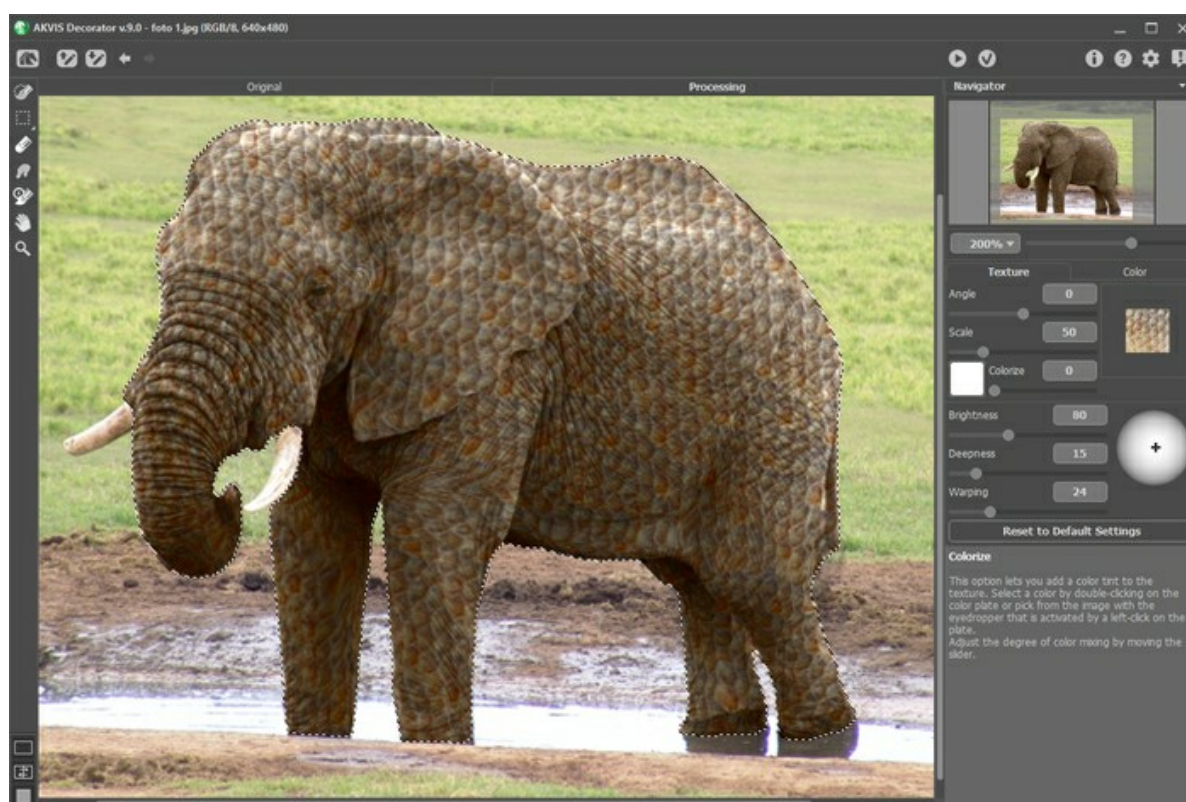 AKVIS Decorator v.9.0 - foto 1.jpg (RGB/8, 640x480)
Original
Processing
Navigator
200%
Texture
Color
Angle
0
Scale
50
Colorize
0
Brightness
80
Deepness
15
Warping
24
Reset to Default Settings
Colorize
This option lets you add a color tint to the
texture. Select a color by double-clicking on the
color plate or pick from the image with the
eyedropper that is activated by a left-click on the
plate.
Adjust the degree of color mixing by moving the
slider.